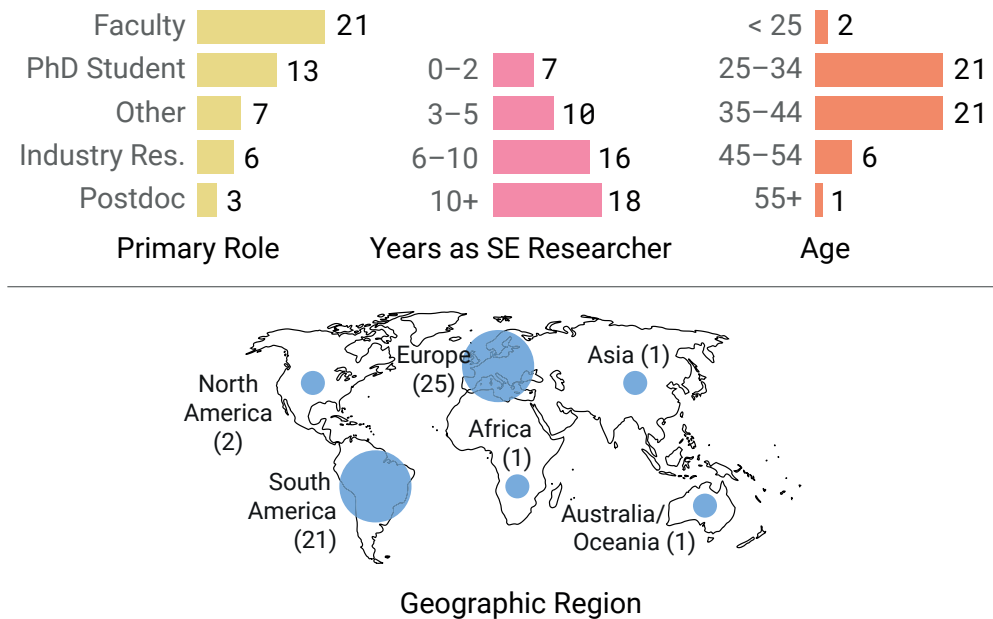 Faculty 21
PhD Student 13
Other 7
Industry Res. 6
Postdoc 3
Primary Role
0–2 7
3–5 10
6–10 16
10+ 18
Years as SE Researcher
< 25 2
25–34 21
35–44 21
45–54 6
55+ 1
Age
North
America
(2)
Europe
(25)
Asia (1)
Africa
(1)
South
America
(21)
Australia/
Oceania (1)
Geographic Region